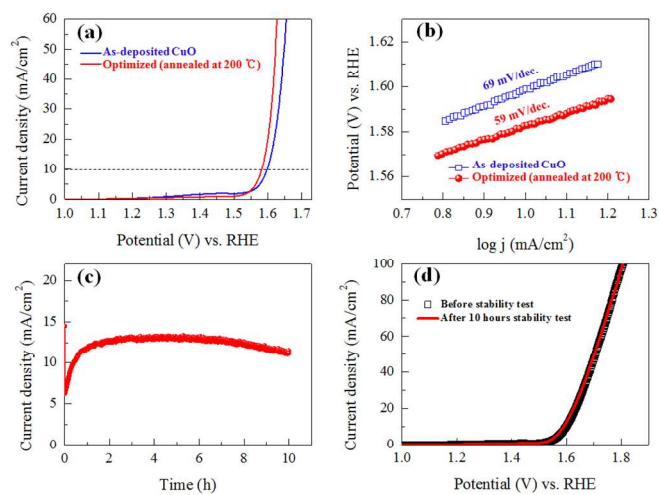 (a)
As-deposited CuO
Optimized (annealed at 200 ℃)
Current density (mA/cm²)
60
50
40
30
20
10
0
1.0 1.1 1.2 1.3 1.4 1.5 1.6 1.7
Potential (V) vs. RHE
(b)
69 mV/dec.
59 mV/dec.
As-deposited CuO
Optimized (annealed at 200 ℃)
Potential (V) vs. RHE
1.62
1.60
1.58
1.56
0.7 0.8 0.9 1.0 1.1 1.2 1.3
log j (mA/cm²)
(c)
Current density (mA/cm²)
25
20
15
10
5
0
0 2 4 6 8 10
Time (h)
(d)
Before stability test
After 10 hours stability test
Current density (mA/cm²)
100
80
60
40
20
0
1.0 1.2 1.4 1.6 1.8
Potential (V) vs. RHE